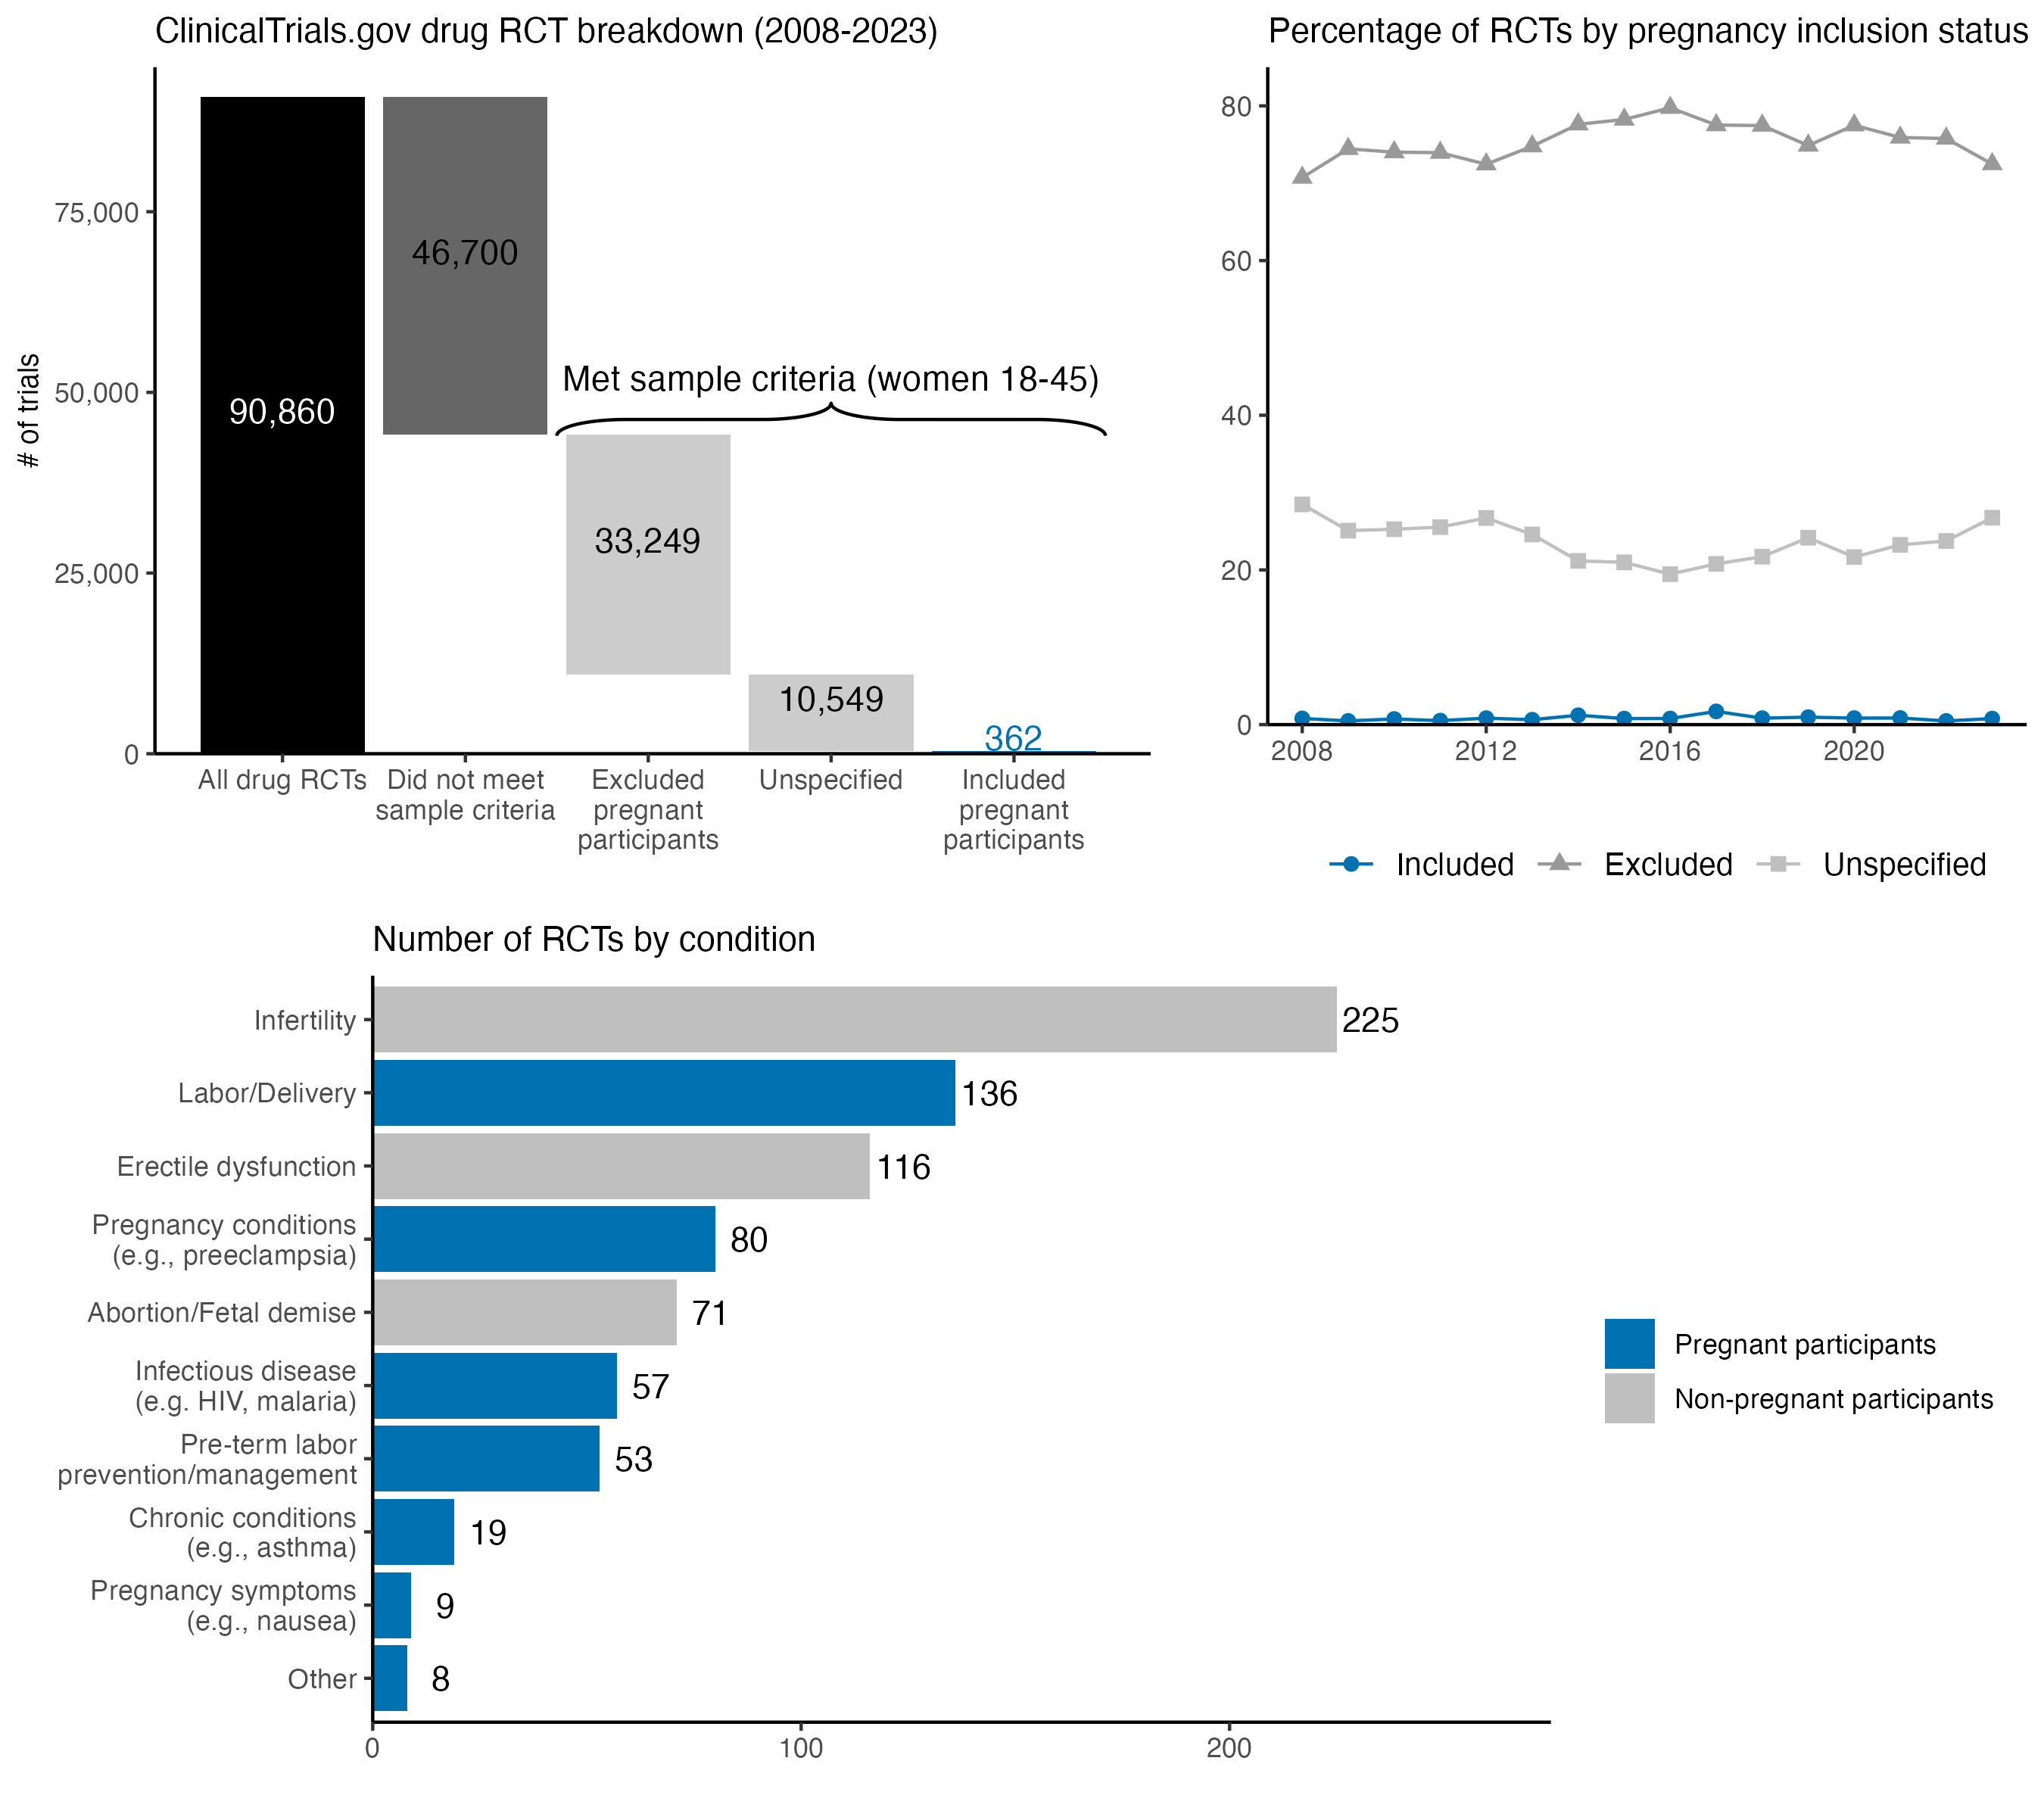 ClinicalTrials.gov drug RCT breakdown (2008-2023)
# of trials
75,000
50,000
25,000
0
90,860
46,700
Met sample criteria (women 18-45)
33,249
10,549
362
All drug RCTs
Did not meet
sample criteria
Excluded
pregnant
participants
Unspecified
Included
pregnant
participants
Percentage of RCTs by pregnancy inclusion status
80
60
40
20
0
2008
2012
2016
2020
Included
Excluded
Unspecified
Number of RCTs by condition
Infertility
225
Labor/Delivery
136
Erectile dysfunction
116
Pregnancy conditions
(e.g., preeclampsia)
80
Abortion/Fetal demise
71
Infectious disease
(e.g. HIV, malaria)
57
Pre-term labor
prevention/management
53
Chronic conditions
(e.g., asthma)
19
Pregnancy symptoms
(e.g., nausea)
9
Other
8
0
100
200
Pregnant participants
Non-pregnant participants